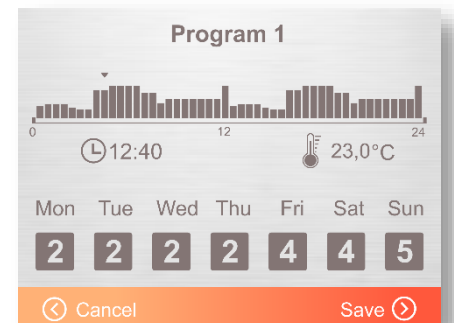 Program 1
0 12 24
12:40 23,0°C
Mon Tue Wed Thu Fri Sat Sun
2 2 2 2 4 4 5
Cancel Save